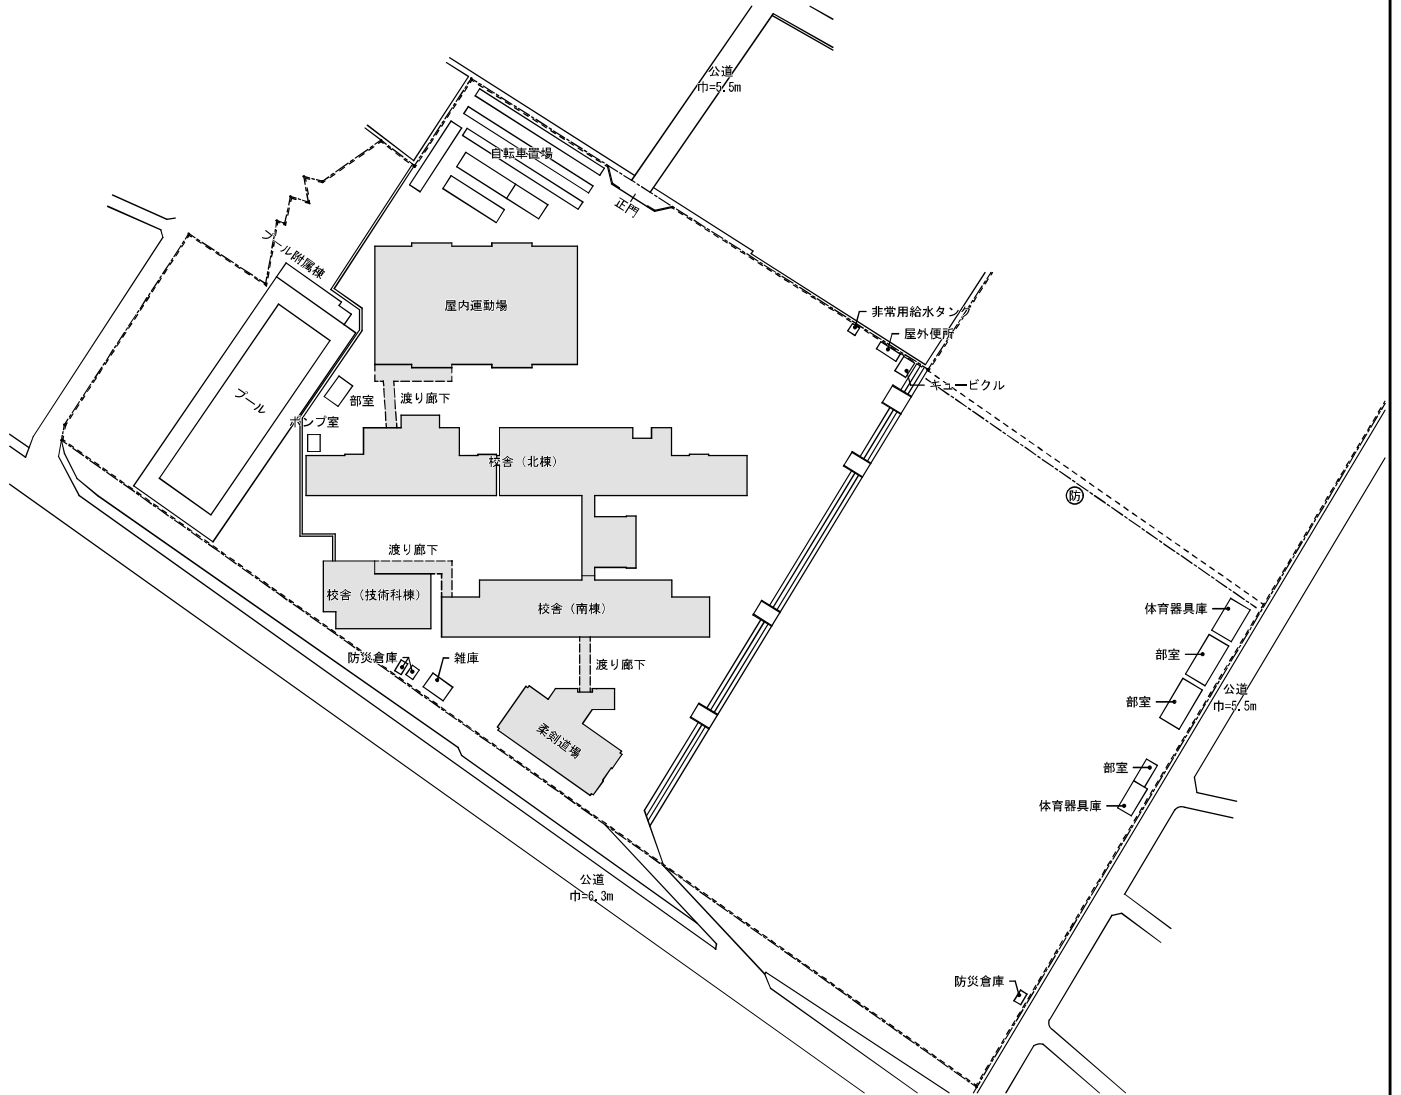 公道
巾=5.5m
自転車置場
正門
プール附属棟
屋内運動場
非常用給水タンク
屋外便所
キュービクル
プール
部室
渡り廊下
ポンプ室
校舎（北棟）
防
渡り廊下
校舎（技術科棟）
校舎（南棟）
体育器具庫
部室
防災倉庫
雑庫
渡り廊下
部室
公道
巾=5.5m
柔剣道場
部室
体育器具庫
公道
巾=6.3m
防災倉庫